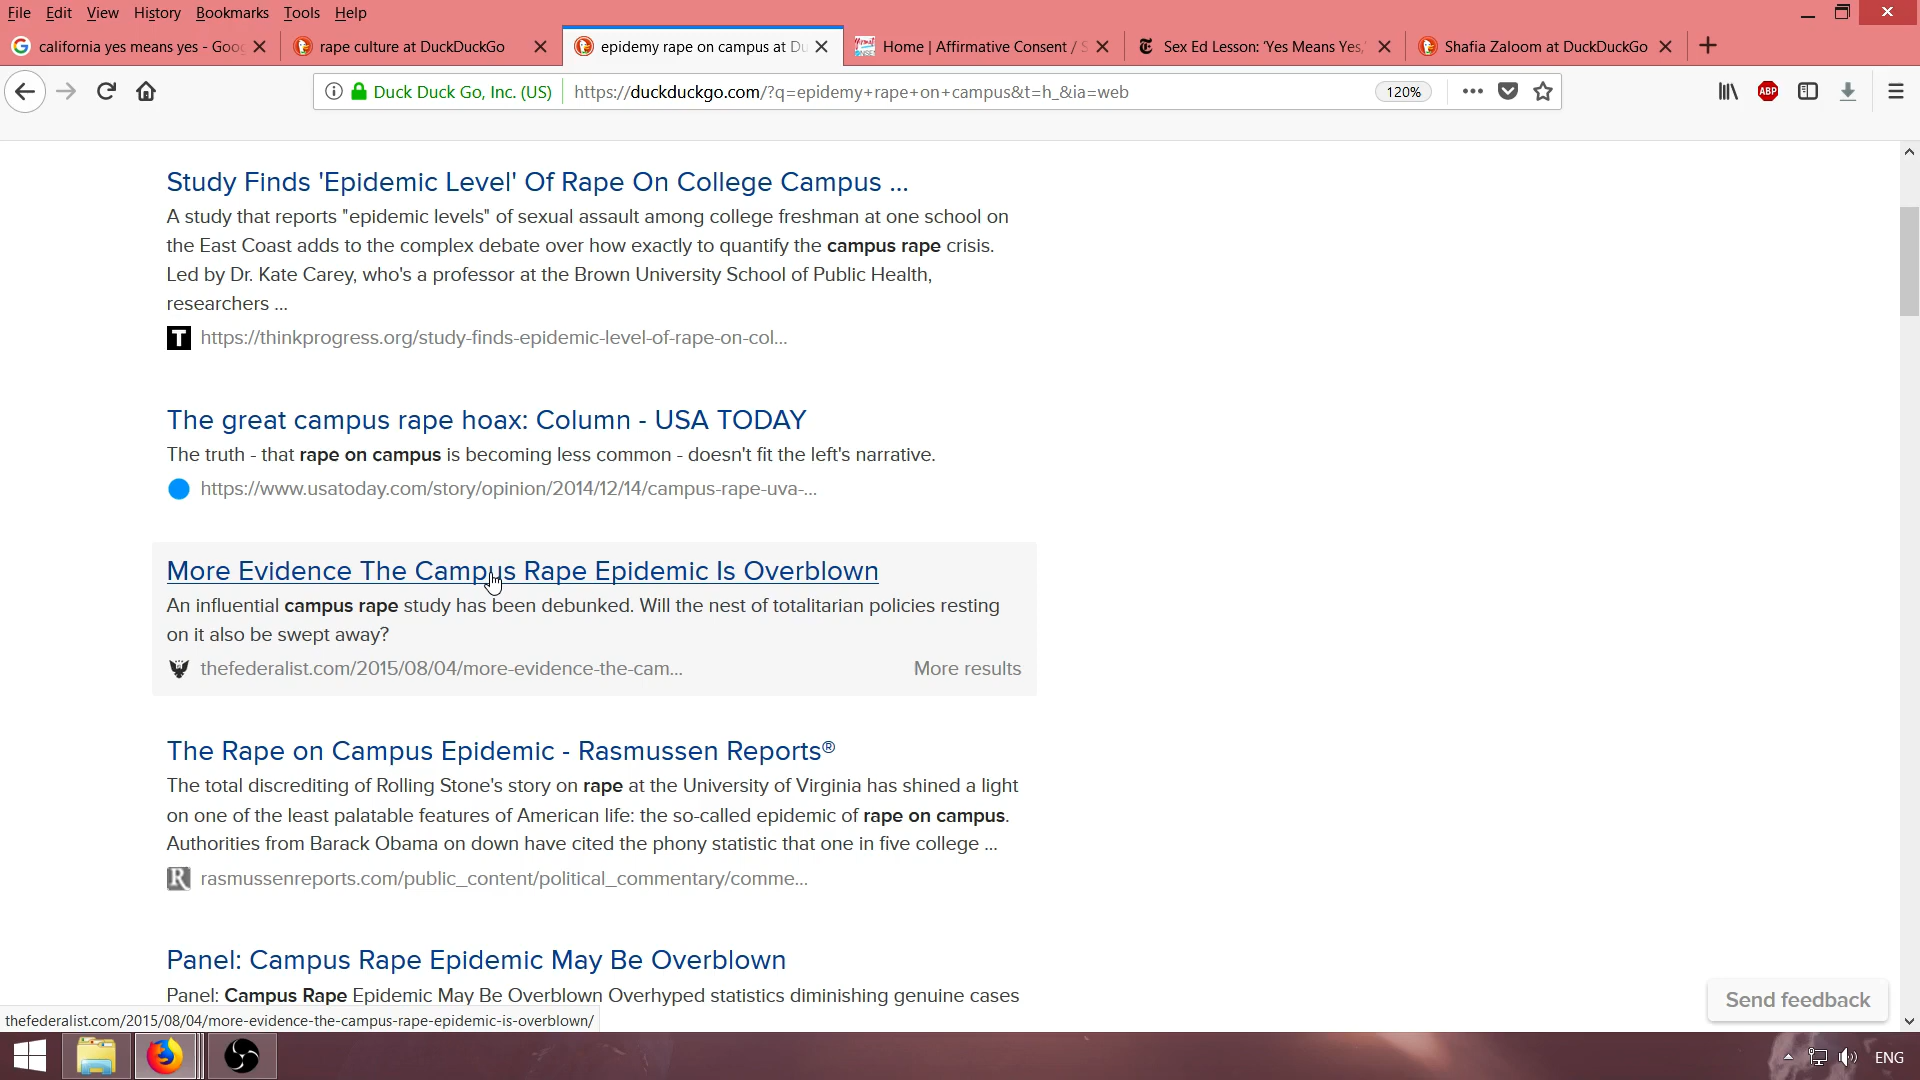 File Edit View History Bookmarks Tools Help
california yes means yes - Goo
rape culture at DuckDuckGo
epidemy rape on campus at Du
Home | Affirmative Consent / S
Sex Ed Lesson: 'Yes Means Yes,'
Shafia Zaloom at DuckDuckGo
Duck Duck Go, Inc. (US)
https://duckduckgo.com/?q=epidemy+rape+on+campus&t=h_&ia=web
120%
ABP
Study Finds 'Epidemic Level' Of Rape On College Campus ...
A study that reports "epidemic levels" of sexual assault among college freshman at one school on
the East Coast adds to the complex debate over how exactly to quantify the campus rape crisis.
Led by Dr. Kate Carey, who's a professor at the Brown University School of Public Health,
researchers ...
T https://thinkprogress.org/study-finds-epidemic-level-of-rape-on-col...
The great campus rape hoax: Column - USA TODAY
The truth - that rape on campus is becoming less common - doesn't fit the left's narrative.
https://www.usatoday.com/story/opinion/2014/12/14/campus-rape-uva-...
More Evidence The Campus Rape Epidemic Is Overblown
An influential campus rape study has been debunked. Will the nest of totalitarian policies resting
on it also be swept away?
thefederalist.com/2015/08/04/more-evidence-the-cam... More results
The Rape on Campus Epidemic - Rasmussen Reports®
The total discrediting of Rolling Stone's story on rape at the University of Virginia has shined a light
on one of the least palatable features of American life: the so-called epidemic of rape on campus.
Authorities from Barack Obama on down have cited the phony statistic that one in five college ...
R rasmussenreports.com/public_content/political_commentary/comme...
Panel: Campus Rape Epidemic May Be Overblown
Panel: Campus Rape Epidemic May Be Overblown Overhyped statistics diminishing genuine cases
Send feedback
thefederalist.com/2015/08/04/more-evidence-the-campus-rape-epidemic-is-overblown/
ENG